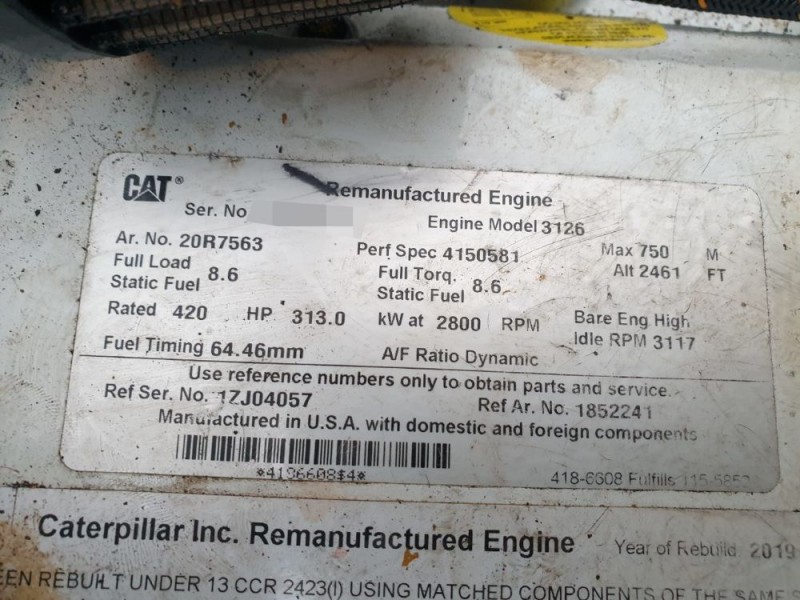 CAT® Remanufactured Engine
Ser. No Engine Model 3126
Ar. No. 20R7563 Perf Spec 4150581 Max 750 M
Full Load Static Fuel 8.6 Full Torq. Static Fuel 8.6 Alt 2461 FT
Rated 420 HP 313.0 kW at 2800 RPM Bare Eng High
Fuel Timing 64.46mm A/F Ratio Dynamic Idle RPM 3117
Use reference numbers only to obtain parts and service.
Ref Ser. No. 1ZJ04057 Ref Ar. No. 1852241
Manufactured in U.S.A. with domestic and foreign components
*4186608$4* 418-6608 Fulfills
Caterpillar Inc. Remanufactured Engine Year of Rebuild 2019
EEN REBUILT UNDER 13 CCR 2423(l) USING MATCHED COMPONENTS OF THE SAME